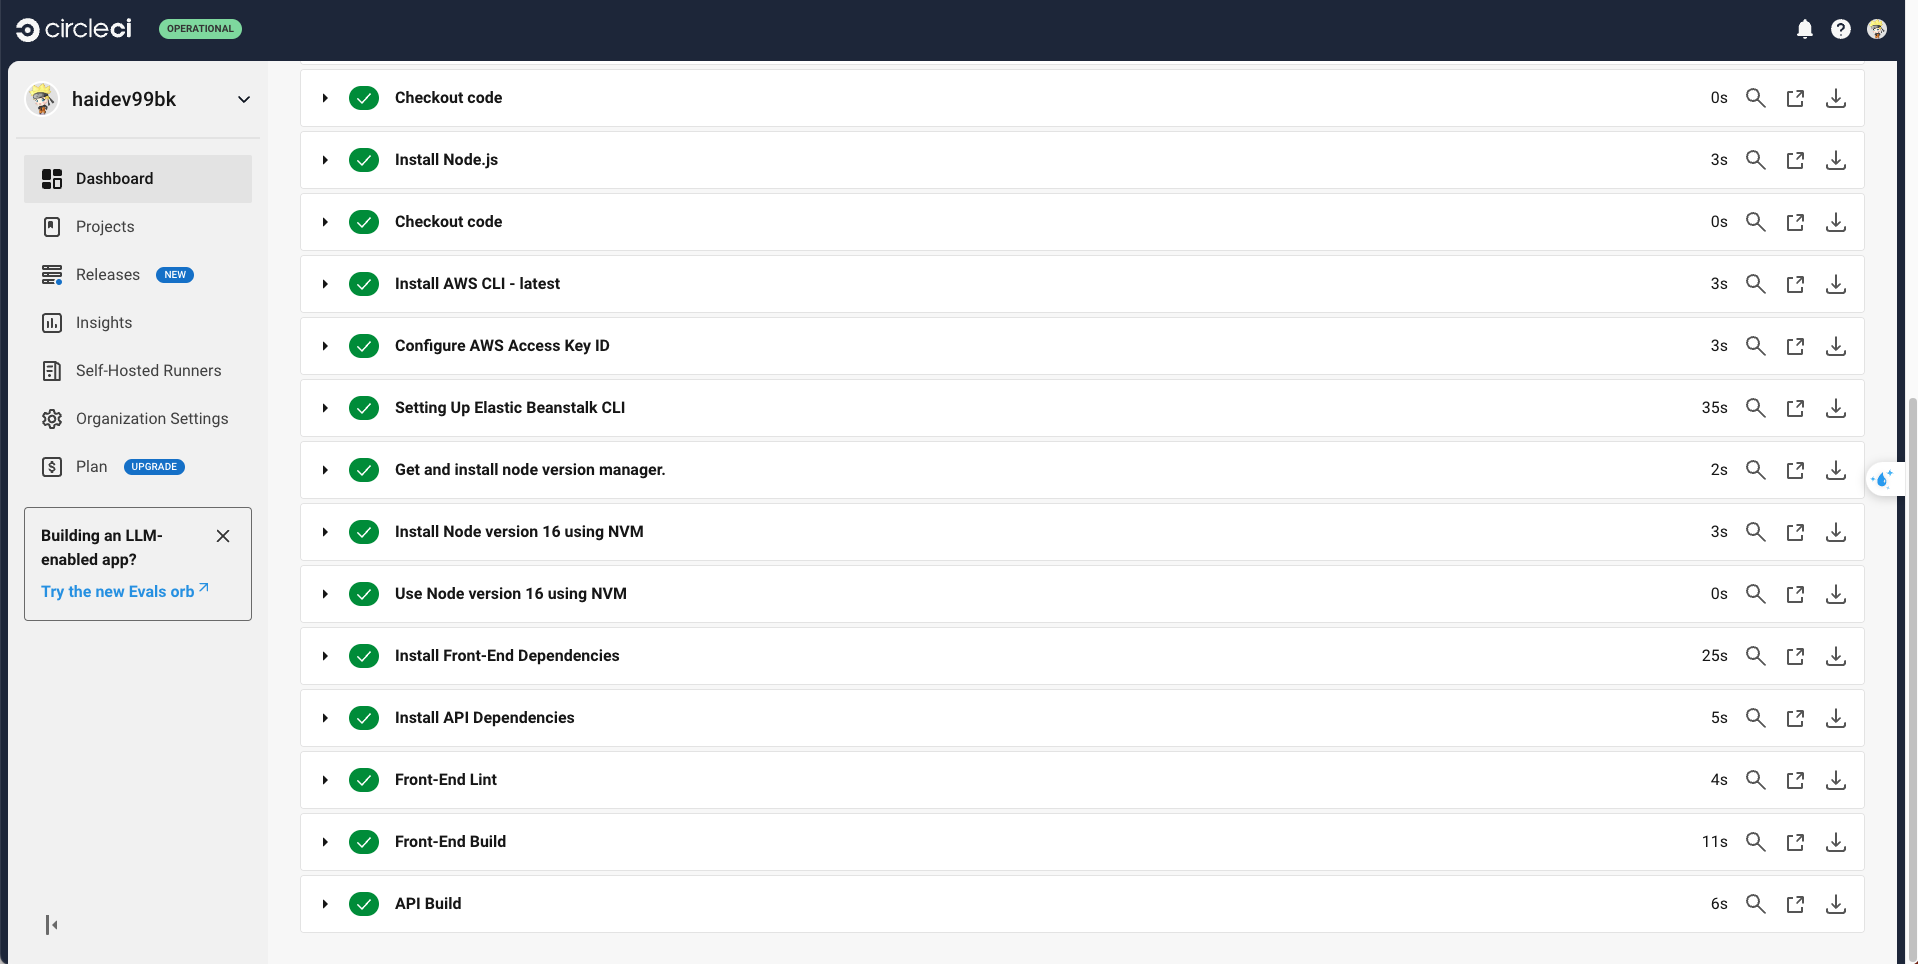 circleci
OPERATIONAL
haidev99bk
Dashboard
Projects
Releases NEW
Insights
Self-Hosted Runners
Organization Settings
Plan UPGRADE
Building an LLM-
enabled app?
Try the new Evals orb
Checkout code 0s
Install Node.js 3s
Checkout code 0s
Install AWS CLI - latest 3s
Configure AWS Access Key ID 3s
Setting Up Elastic Beanstalk CLI 35s
Get and install node version manager. 2s
Install Node version 16 using NVM 3s
Use Node version 16 using NVM 0s
Install Front-End Dependencies 25s
Install API Dependencies 5s
Front-End Lint 4s
Front-End Build 11s
API Build 6s